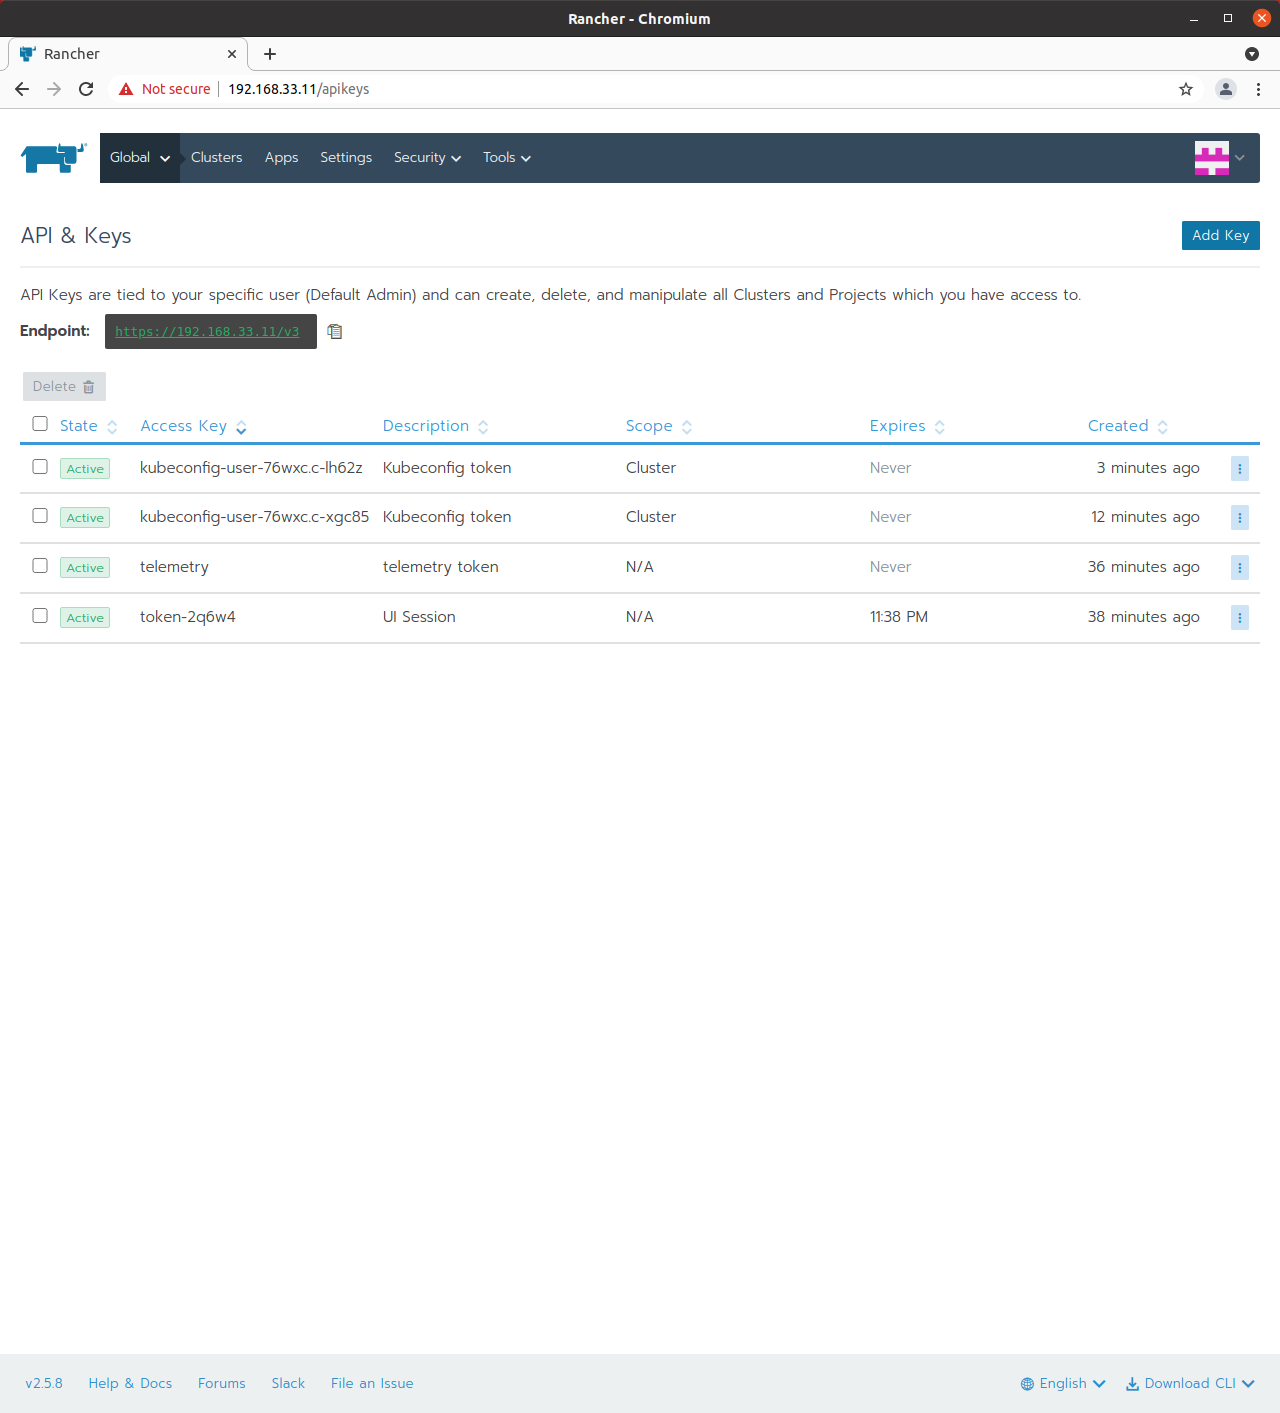 Rancher - Chromium
Rancher
Not secure 192.168.33.11/apikeys
Global Clusters Apps Settings Security Tools
API & Keys Add Key
API Keys are tied to your specific user (Default Admin) and can create, delete, and manipulate all Clusters and Projects which you have access to.
Endpoint: https://192.168.33.11/v3
Delete
State Access Key Description Scope Expires Created
Active kubeconfig-user-76wxc.c-lh62z Kubeconfig token Cluster Never 3 minutes ago
Active kubeconfig-user-76wxc.c-xgc85 Kubeconfig token Cluster Never 12 minutes ago
Active telemetry telemetry token N/A Never 36 minutes ago
Active token-2q6w4 UI Session N/A 11:38 PM 38 minutes ago
v2.5.8 Help & Docs Forums Slack File an Issue English Download CLI